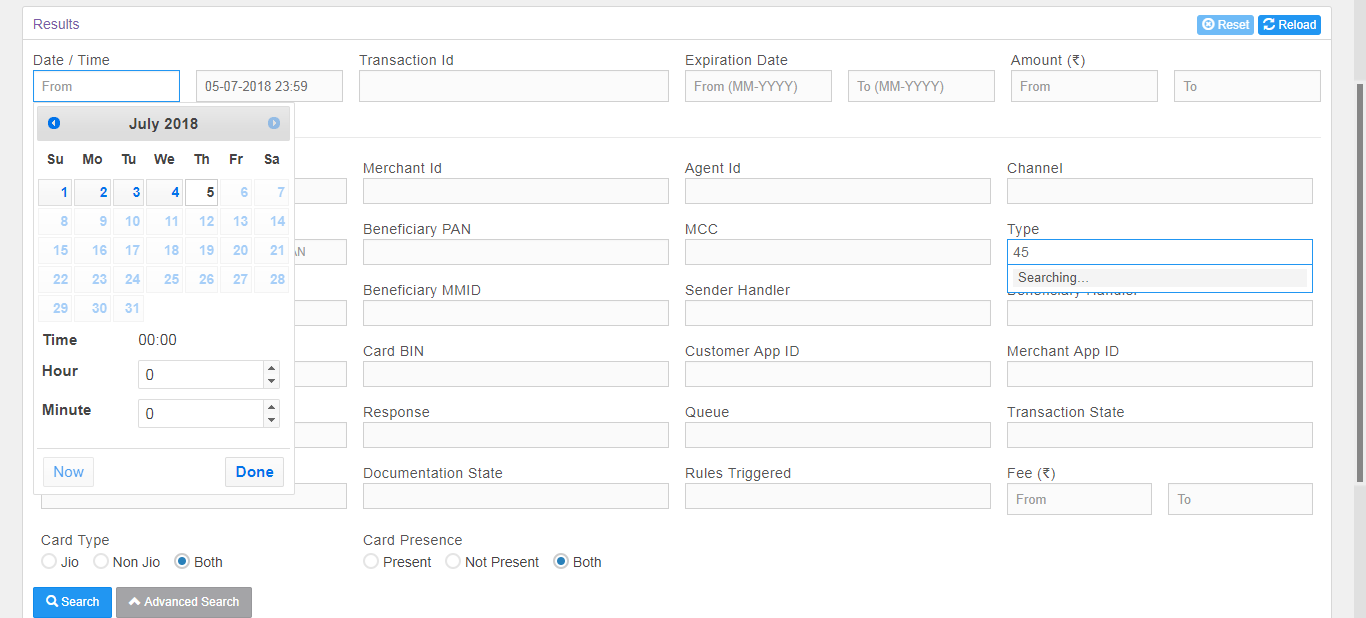 Results
Reset Reload
Date / Time Transaction Id Expiration Date Amount (₹)
From 05-07-2018 23:59 From (MM-YYYY) To (MM-YYYY) From To
July 2018
Su Mo Tu We Th Fr Sa
1 2 3 4 5 6 7
8 9 10 11 12 13 14
15 16 17 18 19 20 21
22 23 24 25 26 27 28
29 30 31
Time 00:00
Hour 0
Minute 0
Now Done
Merchant Id Agent Id Channel
Beneficiary PAN MCC Type
AN 45
Searching…
Beneficiary MMID Sender Handler Beneficiary Handler
Card BIN Customer App ID Merchant App ID
Response Queue Transaction State
Documentation State Rules Triggered Fee (₹)
From To
Card Type Card Presence
Jio Non Jio Both Present Not Present Both
Search Advanced Search